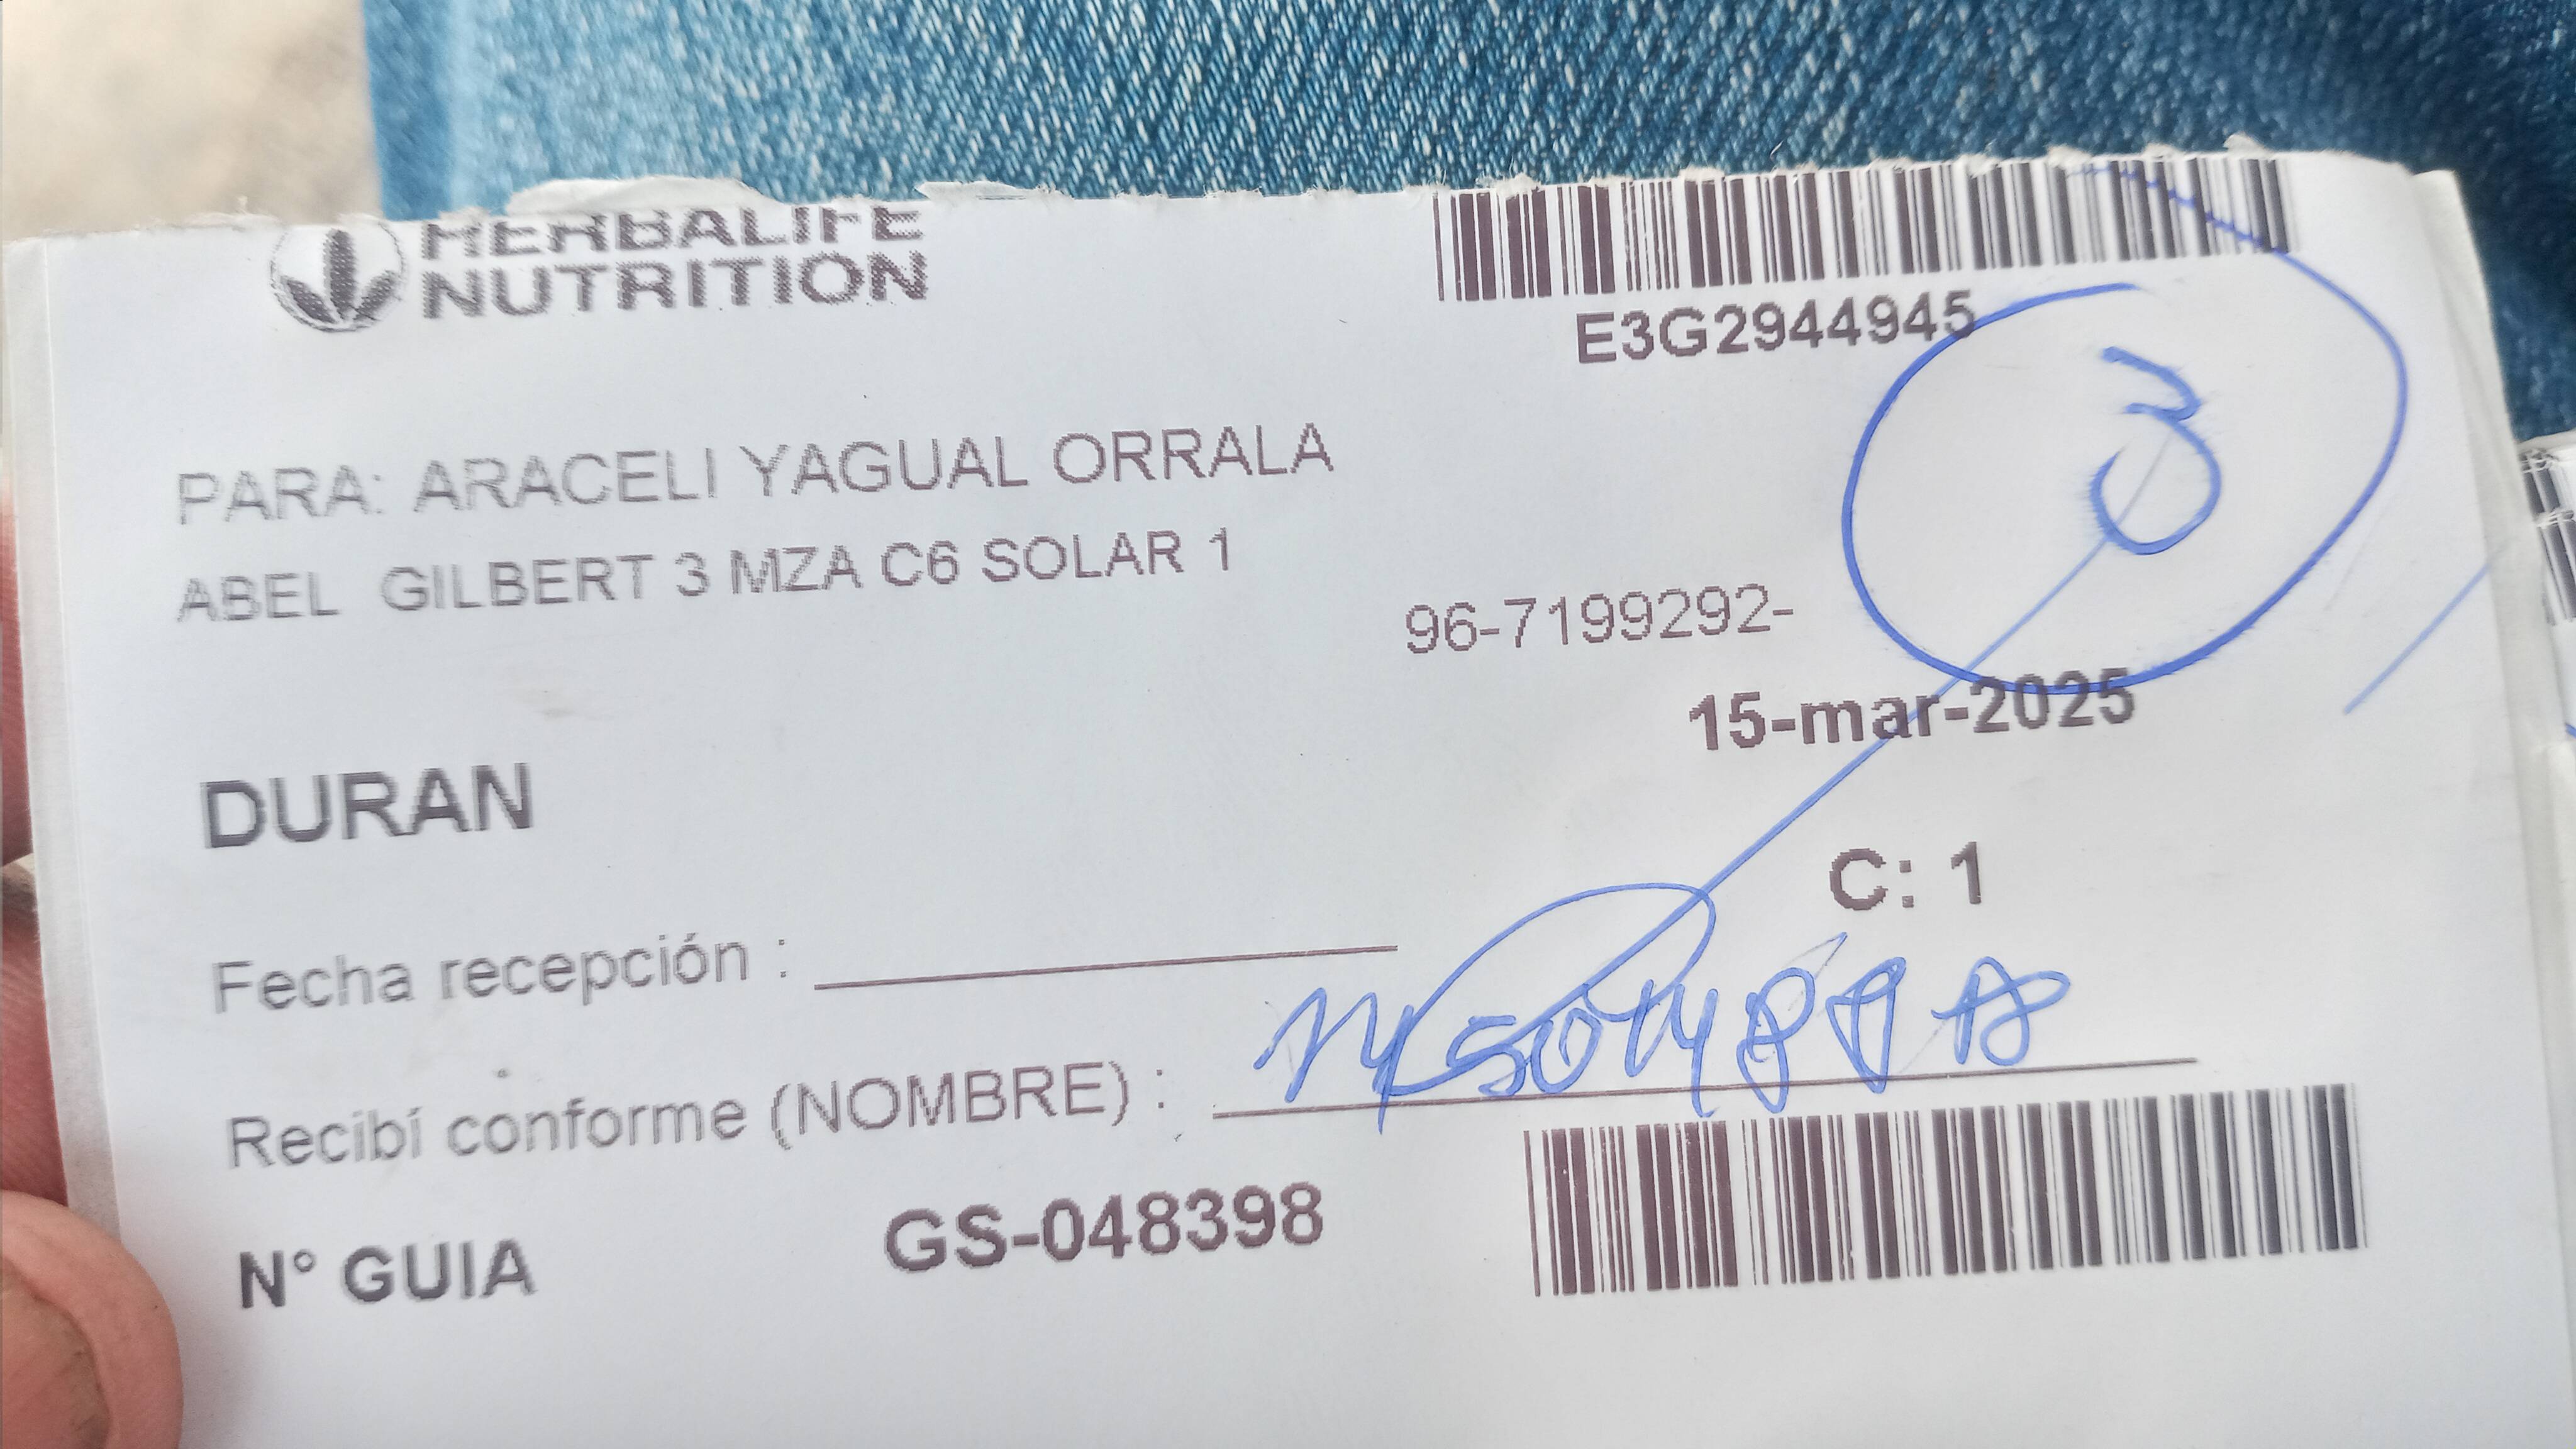 HERBALIFE
NUTRITION
E3G2944945
3
PARA: ARACELI YAGUAL ORRALA
ABEL GILBERT 3 MZA C6 SOLAR 1
96-7199292-
15-mar-2025
DURAN
C: 1
Fecha recepción :
Recibí conforme (NOMBRE) :
N° GUIA GS-048398